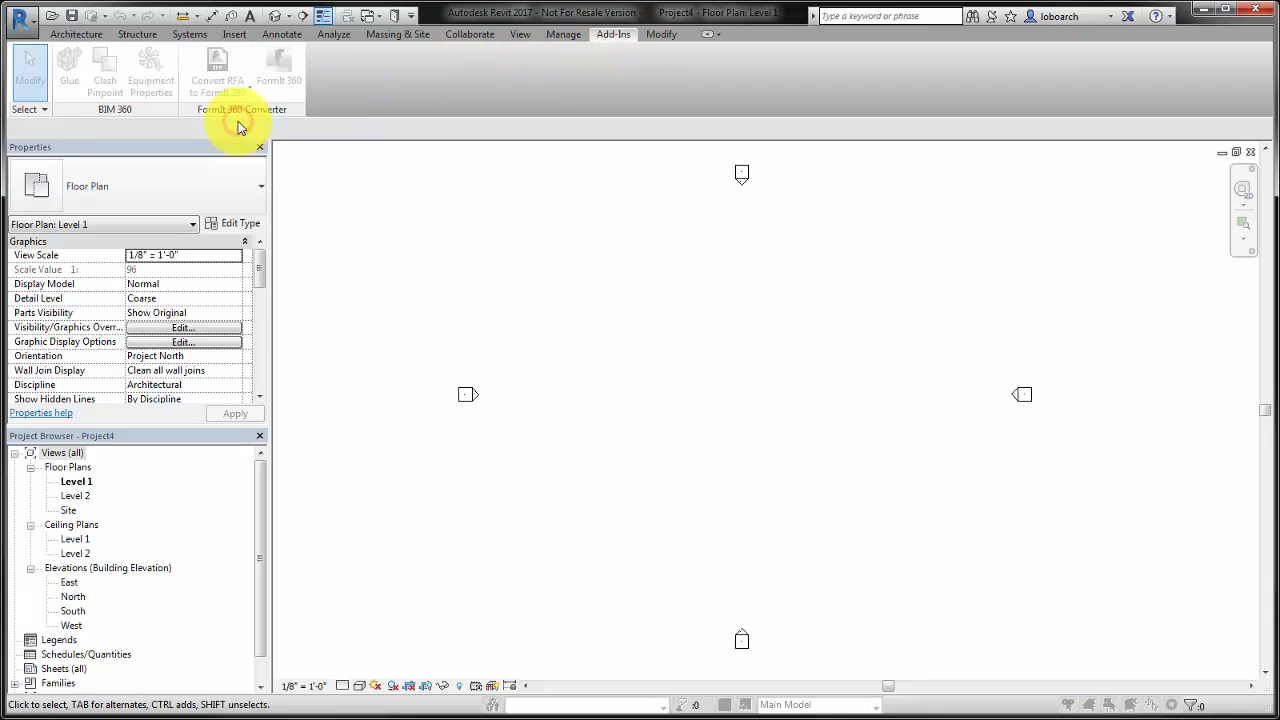 Autodesk Revit 2017 - Not For Resale Version - Project4 - Floor Plan: Level 1
Type a keyword or phrase
loboarch
Architecture Structure Systems Insert Annotate Analyze Massing & Site Collaborate View Manage Add-Ins Modify
Modify Glue Clash Pinpoint Equipment Properties Convert RFA to FormIt 360 FormIt 360
Select BIM 360 FormIt 360 Converter
Properties
Floor Plan
Floor Plan: Level 1 Edit Type
Graphics
View Scale 1/8" = 1'-0"
Scale Value 1: 96
Display Model Normal
Detail Level Coarse
Parts Visibility Show Original
Visibility/Graphics Overr... Edit...
Graphic Display Options Edit...
Orientation Project North
Wall Join Display Clean all wall joins
Discipline Architectural
Show Hidden Lines By Discipline
Properties help Apply
Project Browser - Project4
Views (all)
Floor Plans
Level 1
Level 2
Site
Ceiling Plans
Level 1
Level 2
Elevations (Building Elevation)
East
North
South
West
Legends
Schedules/Quantities
Sheets (all)
Families
1/8" = 1'-0"
Click to select, TAB for alternates, CTRL adds, SHIFT unselects. :0 Main Model :0